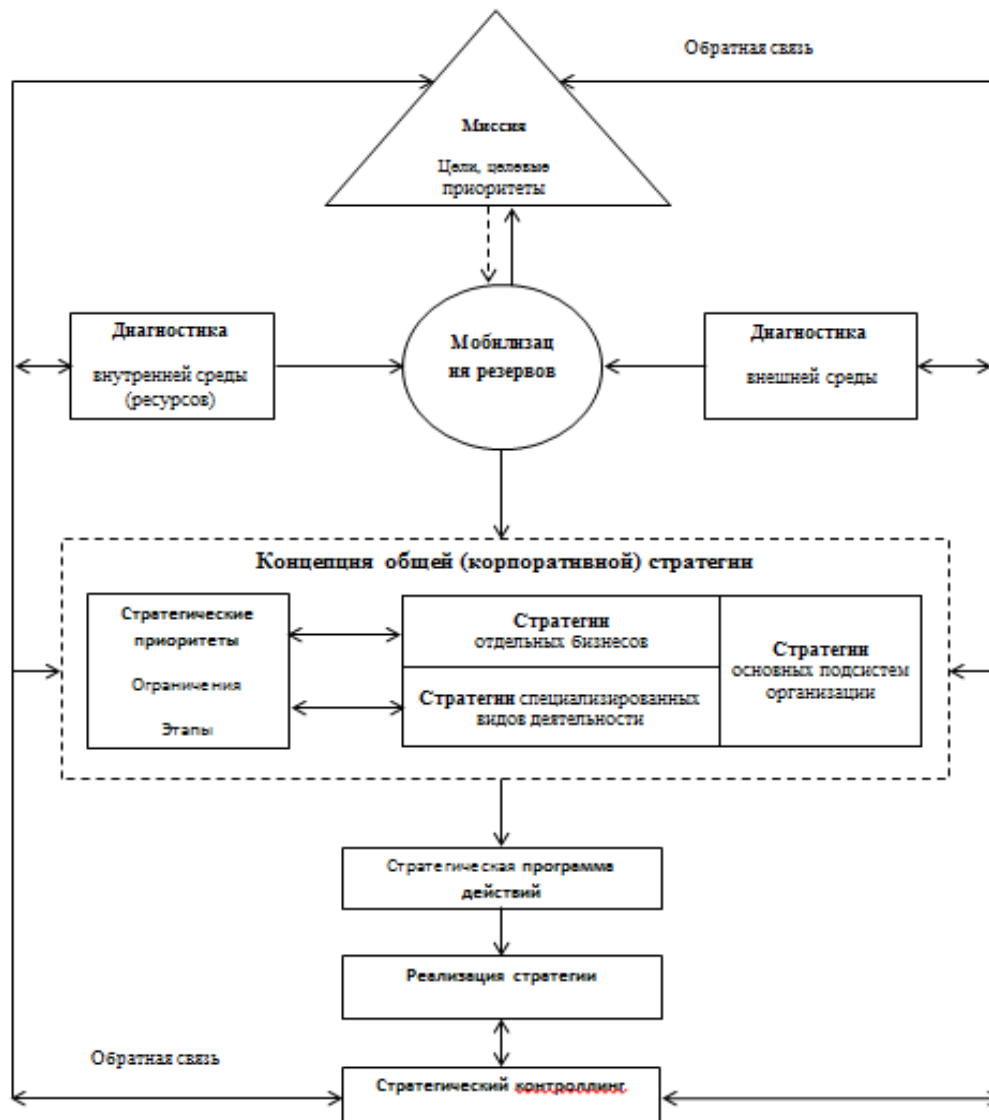 Обратная связь
Миссия
Цели, целевые
приоритеты
Диагностика
внутренней среды
(ресурсов)
Мобилизац
ия резервов
Диагностика
внешней среды
Концепция общей (корпоративной) стратегии
Стратегические
приоритеты
Ограничения
Этапы
Стратегии
отдельных бизнесов
Стратегии специализированных
видов деятельности
Стратегии
основных подсистем
организации
Стратегическая программа
действий
Реализация стратегии
Обратная связь
Стратегический контроллинг